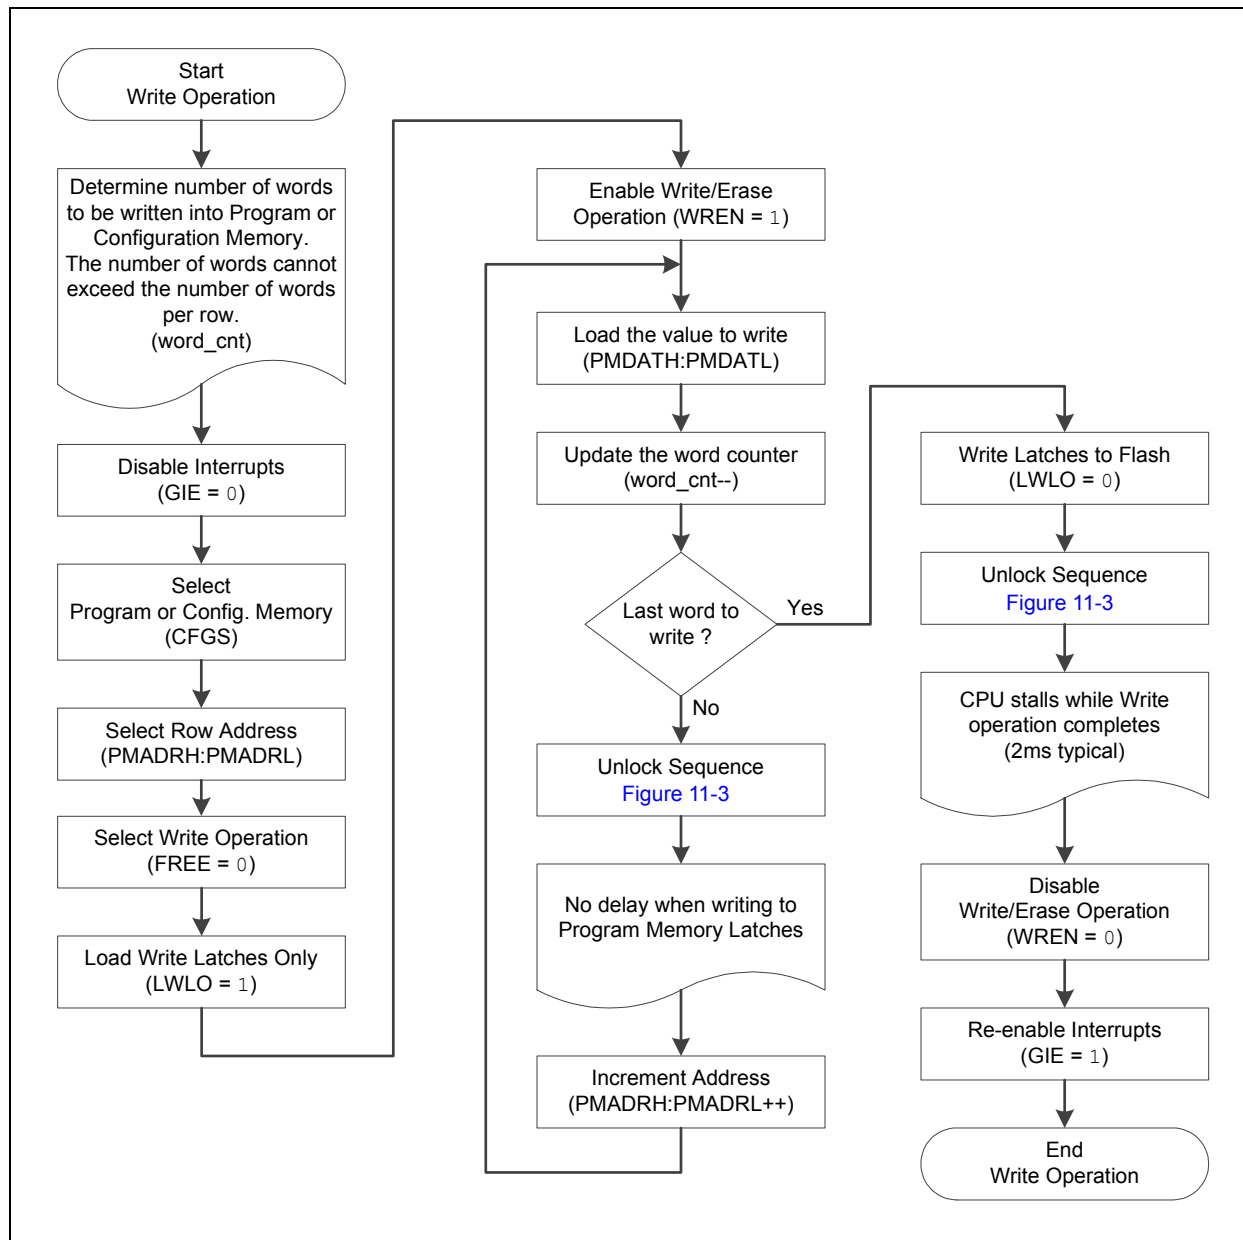 Start
Write Operation
Determine number of words
to be written into Program or
Configuration Memory.
The number of words cannot
exceed the number of words
per row.
(word_cnt)
Disable Interrupts
(GIE = 0)
Select
Program or Config. Memory
(CFGS)
Select Row Address
(PMADRH:PMADRL)
Select Write Operation
(FREE = 0)
Load Write Latches Only
(LWLO = 1)
Enable Write/Erase
Operation (WREN = 1)
Load the value to write
(PMDATH:PMDATL)
Update the word counter
(word_cnt--)
Last word to
write ?
Yes
No
Unlock Sequence
Figure 11-3
No delay when writing to
Program Memory Latches
Increment Address
(PMADRH:PMADRL++)
Write Latches to Flash
(LWLO = 0)
Unlock Sequence
Figure 11-3
CPU stalls while Write
operation completes
(2ms typical)
Disable
Write/Erase Operation
(WREN = 0)
Re-enable Interrupts
(GIE = 1)
End
Write Operation